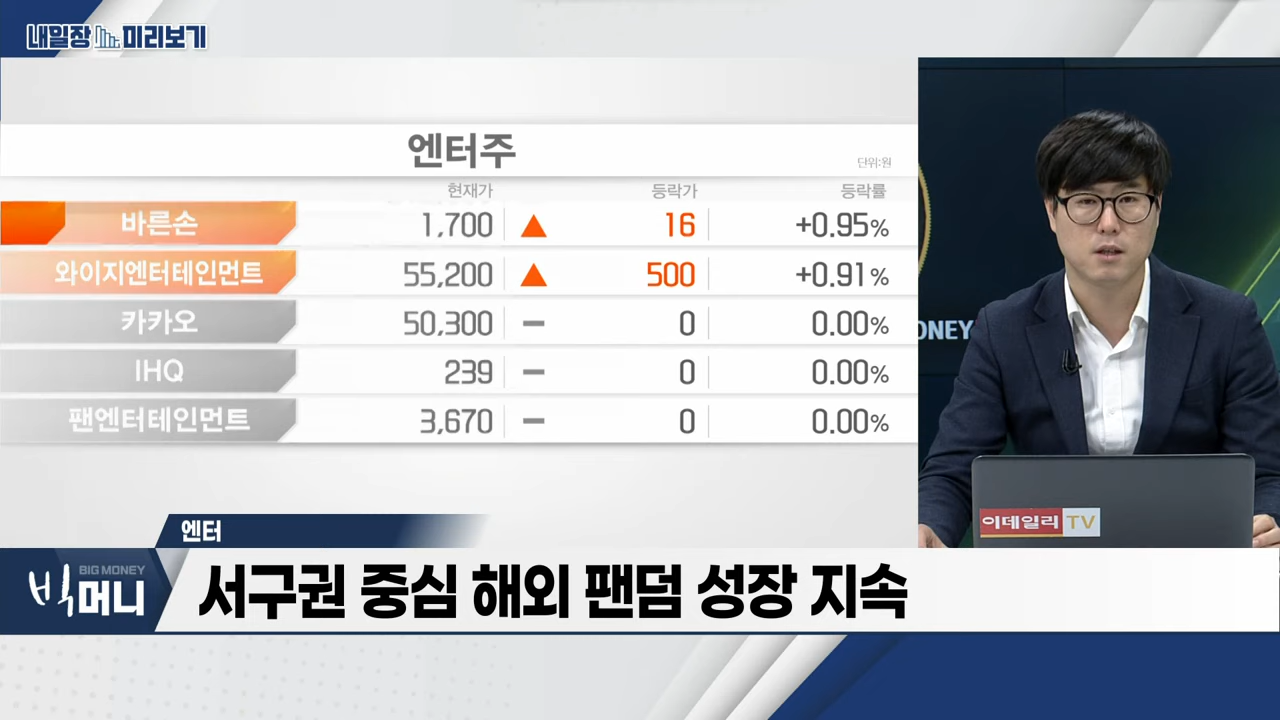 내일장 미리보기
엔터주
단위:원
현재가 등락가 등락률
바른손 1,700 ▲ 16 +0.95%
와이지엔터테인먼트 55,200 ▲ 500 +0.91%
카카오 50,300 - 0 0.00%
IHQ 239 - 0 0.00%
팬엔터테인먼트 3,670 - 0 0.00%
ONEY
이데일리 TV
엔터
BIG MONEY
빅머니
서구권 중심 해외 팬덤 성장 지속